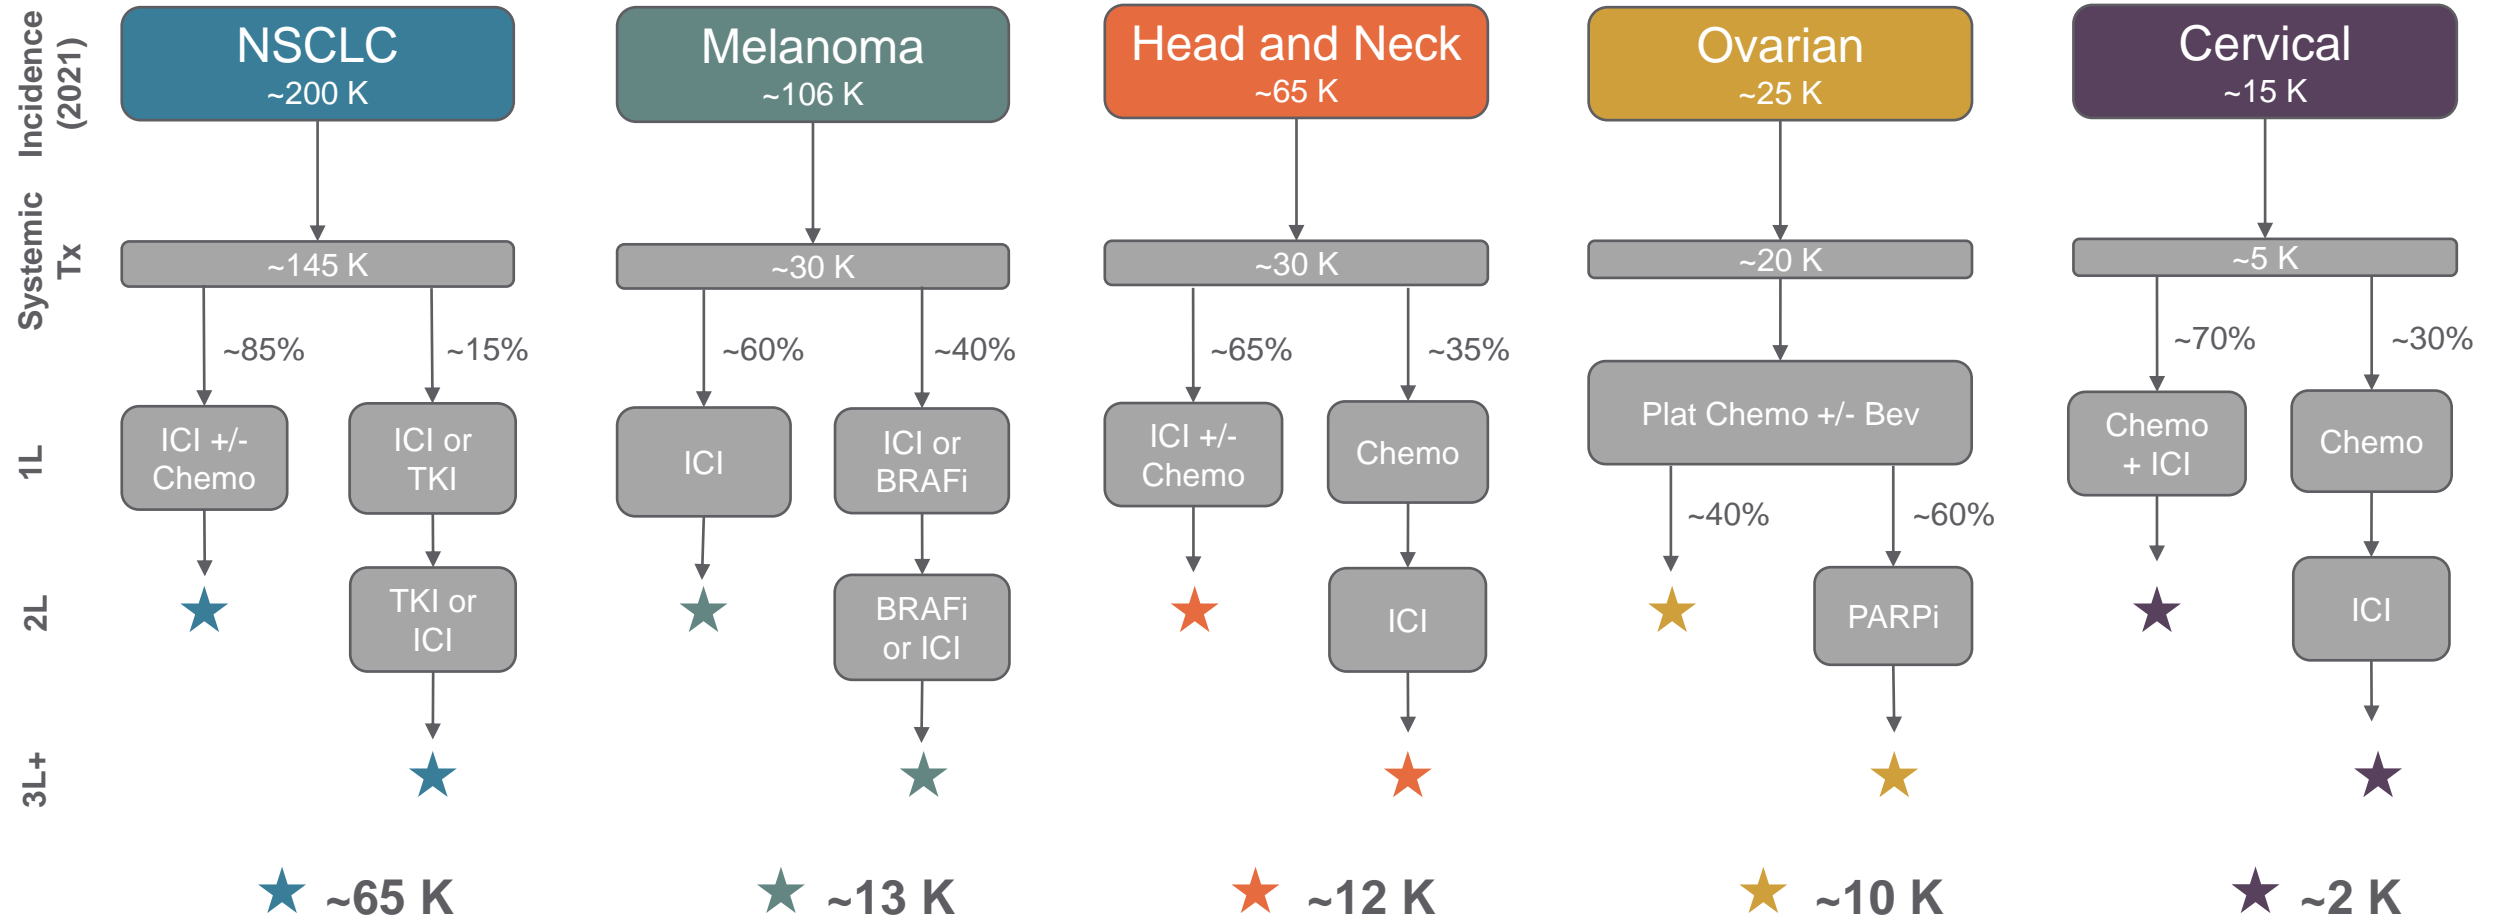 Incidence
(2021)
NSCLC
~200 K
Melanoma
~106 K
Head and Neck
~65 K
Ovarian
~25 K
Cervical
~15 K
Systemic
Tx
~145 K
~30 K
~30 K
~20 K
~5 K
~85%
~15%
~60%
~40%
~65%
~35%
~70%
~30%
1L
ICI +/-
Chemo
ICI or
TKI
ICI
ICI or
BRAFi
ICI +/-
Chemo
Chemo
Plat Chemo +/- Bev
Chemo
+ ICI
Chemo
~40%
~60%
2L
TKI or
ICI
BRAFi
or ICI
ICI
PARPi
ICI
3L+
~65 K
~13 K
~12 K
~10 K
~2 K